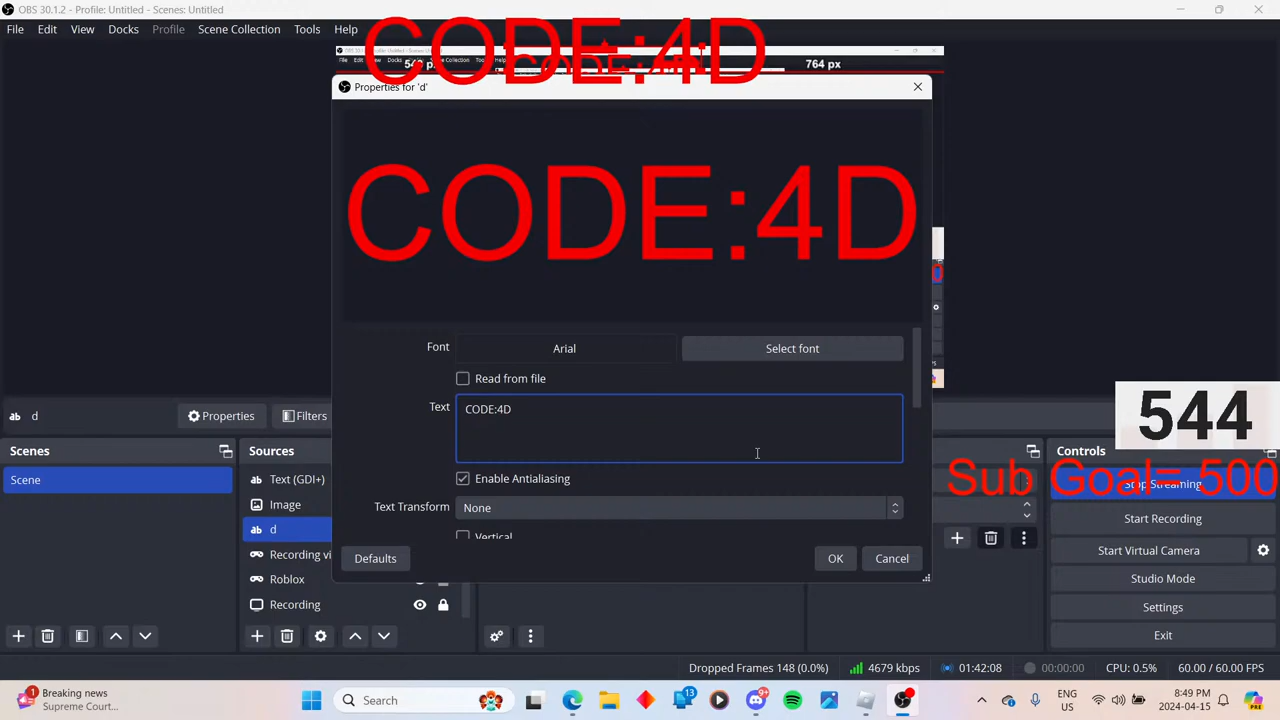 OBS 30.1.2 - Profile: Untitled - Scenes: Untitled
File Edit View Docks Profile Scene Collection Tools Help
CODE:4D
764 px
Properties for 'd'
CODE:4D
Font Arial Select font
Read from file
Text CODE:4D
Enable Antialiasing
Text Transform None
Vertical
Defaults OK Cancel
d Properties Filters
544
Sub Goal= 500
Scenes
Scene
Sources
Text (GDI+)
Image
d
Recording vi
Roblox
Recording
Controls
Stop Streaming
Start Recording
Start Virtual Camera
Studio Mode
Settings
Exit
Dropped Frames 148 (0.0%) 4679 kbps 01:42:08 00:00:00 CPU: 0.5% 60.00 / 60.00 FPS
1
Breaking news
Supreme Court...
Search
13
9+
ENG
US
8:49 PM
2024-04-15
PRE